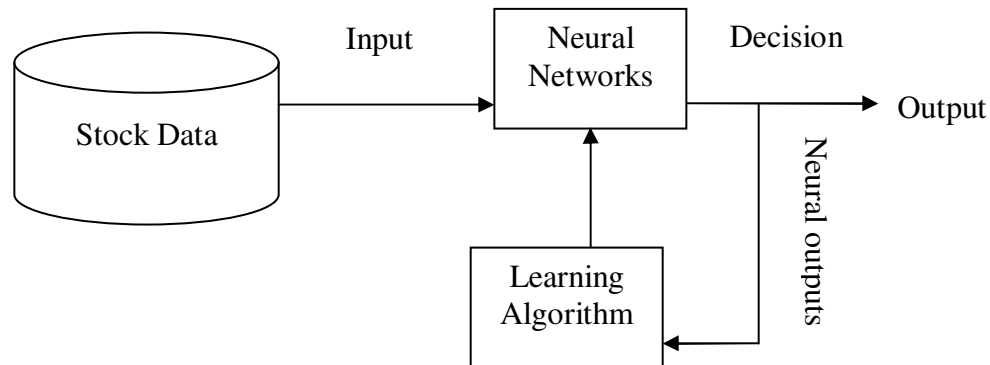 Input
Neural
Networks
Decision
Stock Data
Output
Neural outputs
Learning
Algorithm